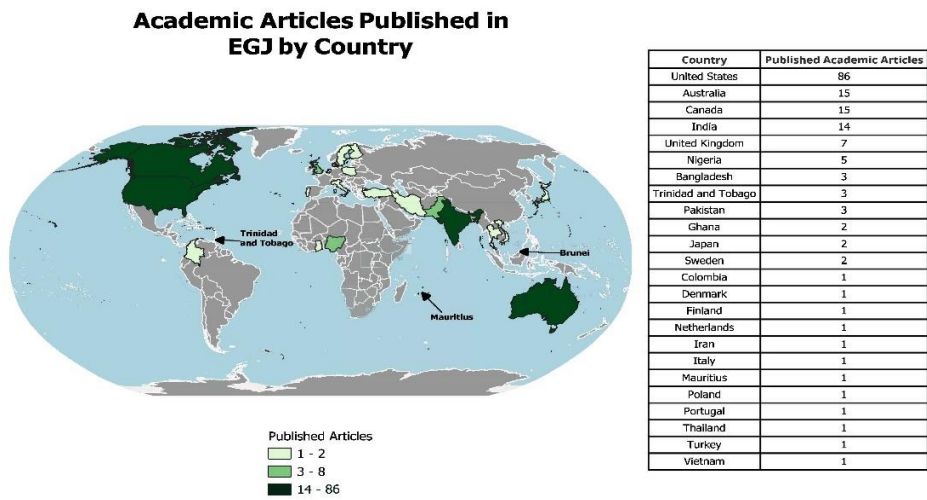 Academic Articles Published in
EGJ by Country
Trinidad
and Tobago
Brunei
Mauritius
Published Articles
1 - 2
3 - 8
14 - 86
Country Published Academic Articles
United States 86
Australia 15
Canada 15
India 14
United Kingdom 7
Nigeria 5
Bangladesh 3
Trinidad and Tobago 3
Pakistan 3
Ghana 2
Japan 2
Sweden 2
Colombia 1
Denmark 1
Finland 1
Netherlands 1
Iran 1
Italy 1
Mauritius 1
Poland 1
Portugal 1
Thailand 1
Turkey 1
Vietnam 1